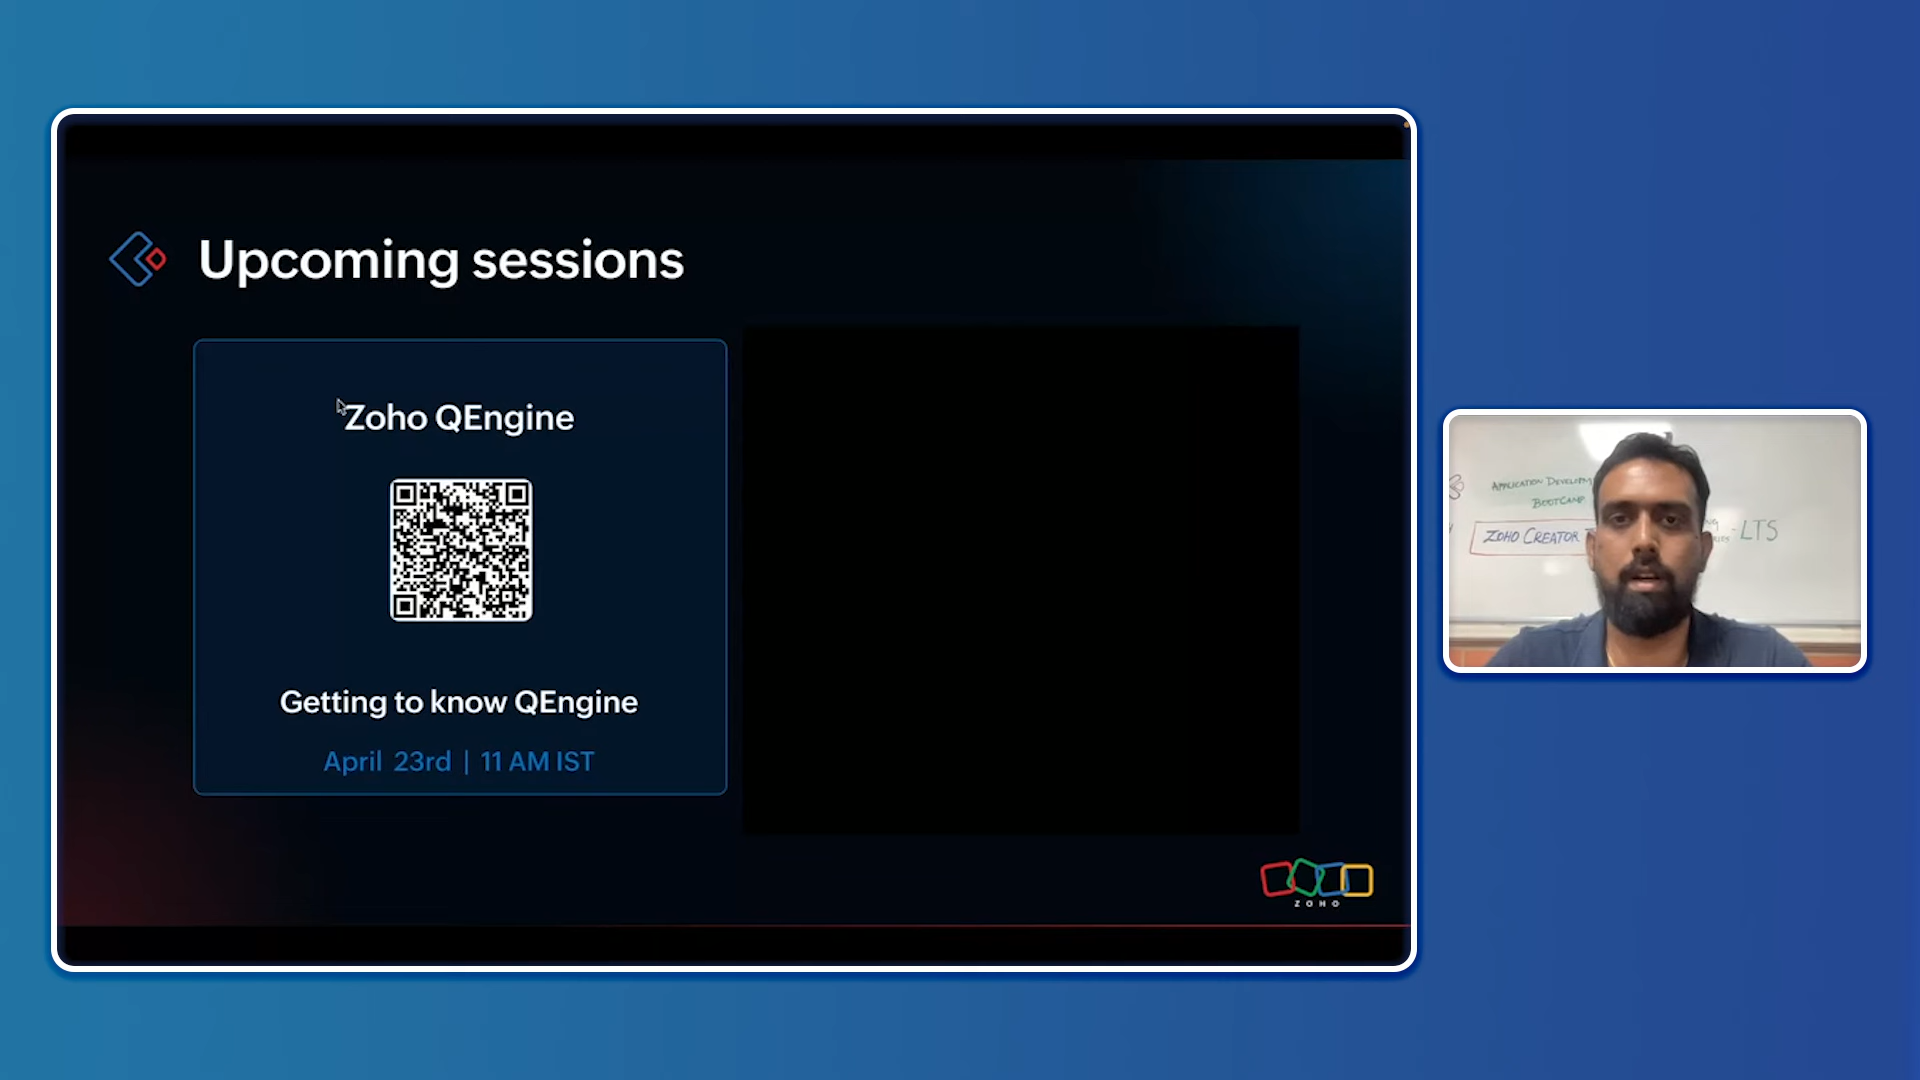 Upcoming sessions
Zoho QEngine
Getting to know QEngine
April 23rd | 11 AM IST
ZOHO
APPLICATION
BOOTCAMP
ZOHO CREATOR
- LTS